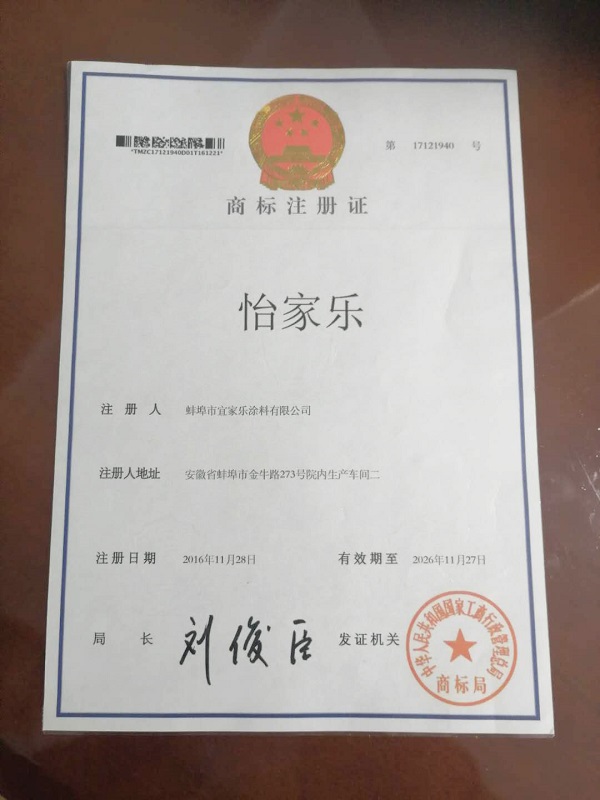 第 17121940 号
*TMZC17121940D01T161221*
商标注册证
怡家乐
注册人 蚌埠市宜家乐涂料有限公司
注册人地址 安徽省蚌埠市金牛路273号院内生产车间二
注册日期 2016年11月28日 有效期至 2026年11月27日
局长 刘俊臣 发证机关
中华人民共和国国家工商行政管理总局
商标局